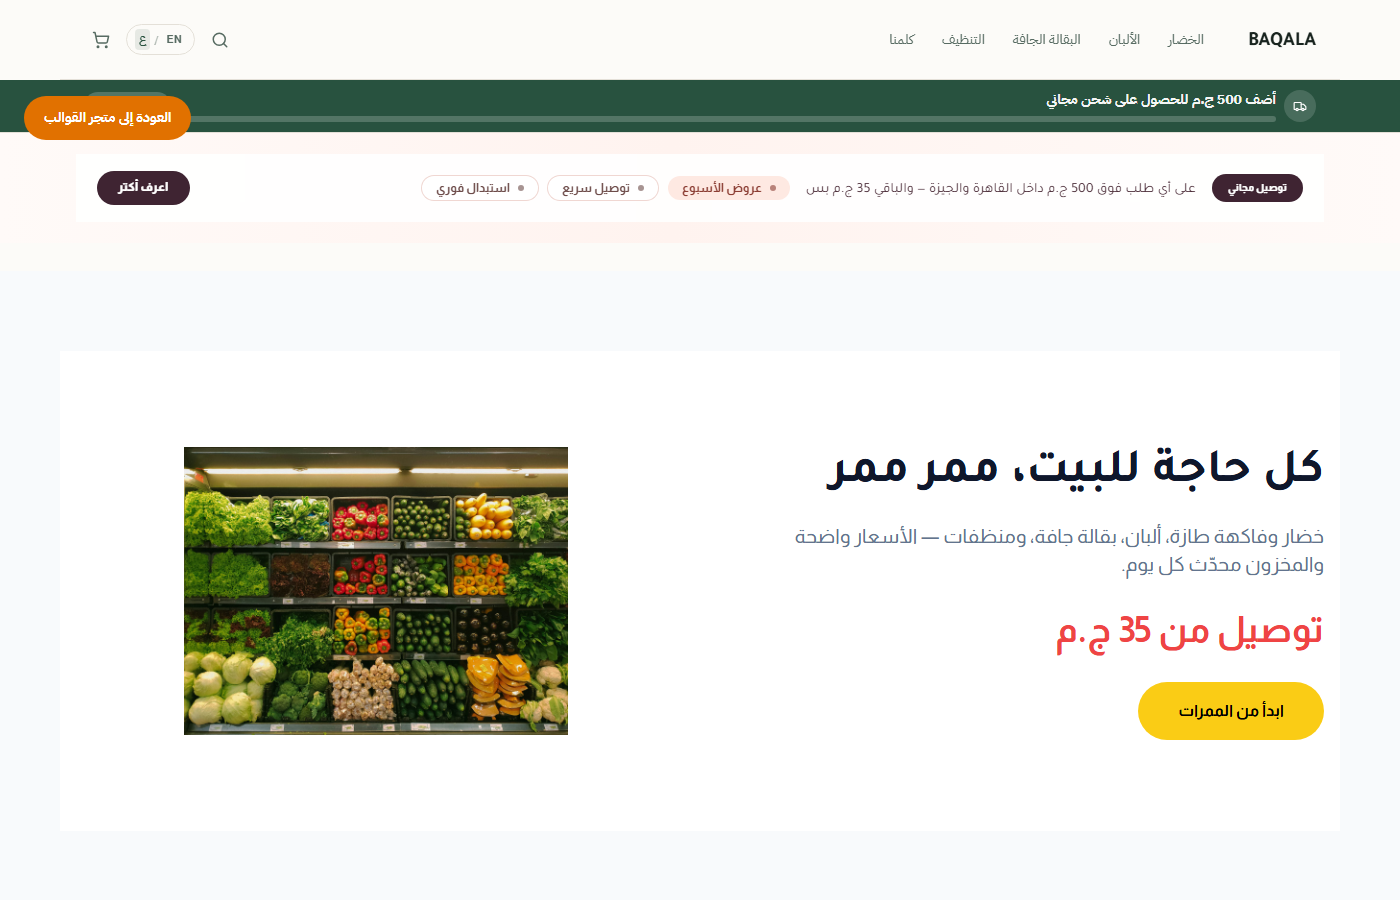 BAQALA
الخضار
الألبان
البقالة الجافة
التنظيف
كلمنا
EN / ع
أضف 500 ج.م للحصول على شحن مجاني
العودة إلى متجر القوالب
توصيل مجاني
على أي طلب فوق 500 ج.م داخل القاهرة والجيزة – والباقي 35 ج.م بس
عروض الأسبوع
توصيل سريع
استبدال فوري
اعرف أكتر
كل حاجة للبيت، ممر ممر
خضار وفاكهة طازة، ألبان، بقالة جافة، ومنظفات — الأسعار واضحة
والمخزون محدّث كل يوم.
توصيل من 35 ج.م
ابدأ من الممرات